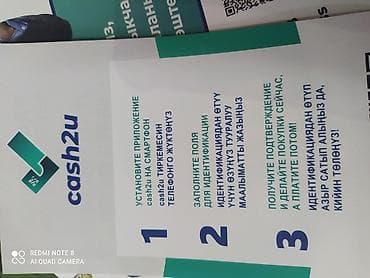 cash2u
1
УСТАНОВИТЕ ПРИЛОЖЕНИЕ
cash2u НА СМАРТФОН
cash2u ТИРКЕМЕСИН
ТЕЛЕФОНГО ЖҮКТӨҢҮЗ
2
ЗАПОЛНИТЕ ПОЛЯ
ДЛЯ ИДЕНТИФИКАЦИИ
ИДЕНТИФИКАЦИЯДАН ӨТҮҮ
ҮЧҮН ӨЗҮҢҮЗ ТУУРАЛУУ
МААЛЫМАТТЫ ЖАЗЫҢЫЗ
3
ПОЛУЧИТЕ ПОДТВЕРЖДЕНИЕ
И ДЕЛАЙТЕ ПОКУПКИ СЕЙЧАС,
А ПЛАТИТЕ ПОТОМ!
ИДЕНТИФИКАЦИЯДАН ӨТҮП
АЗЫР САТЫП АЛЫҢЫЗ ДА,
КИЙИН ТӨЛӨҢҮЗ!
REDMI NOTE 8
AI QUAD CAMERA